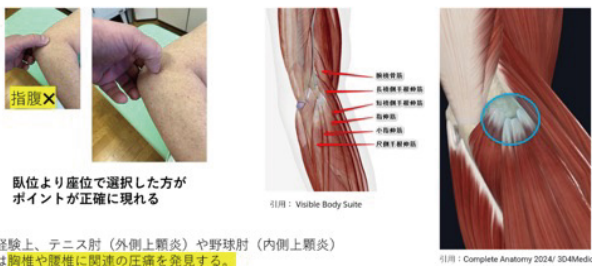 指腹✕
臥位より座位で選択した方が
ポイントが正確に現れる
腕橈骨筋
長橈側手根伸筋
短橈側手根伸筋
指伸筋
小指伸筋
尺側手根伸筋
引用： Visible Body Suite
経験上、テニス肘（外側上顆炎）や野球肘（内側上顆炎）
は胸椎や腰椎に関連の圧痛を発見する。
引用：Complete Anatomy 2024/ 3D4Medic